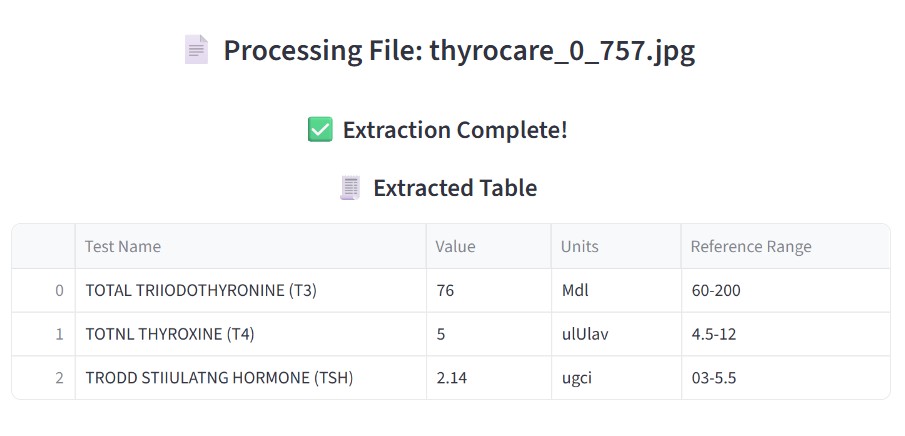 Processing File: thyrocare_0_757.jpg
Extraction Complete!
Extracted Table
Test Name Value Units Reference Range
0 TOTAL TRIIODOTHYRONINE (T3) 76 Mdl 60-200
1 TOTNL THYROXINE (T4) 5 ulUlav 4.5-12
2 TRODD STIIULATNG HORMONE (TSH) 2.14 ugci 03-5.5